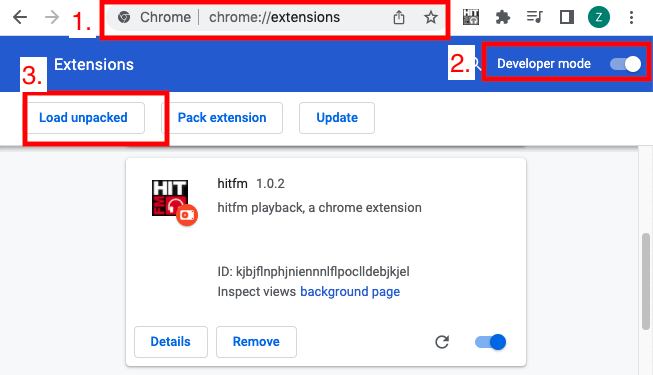 1.
Chrome | chrome://extensions
Z
2.
3.
Extensions
Developer mode
Load unpacked
Pack extension
Update
HIT
FM
hitfm 1.0.2
hitfm playback, a chrome extension
ID: kjbjflnphjniennnlflpoclldebjkjel
Inspect views background page
Details
Remove